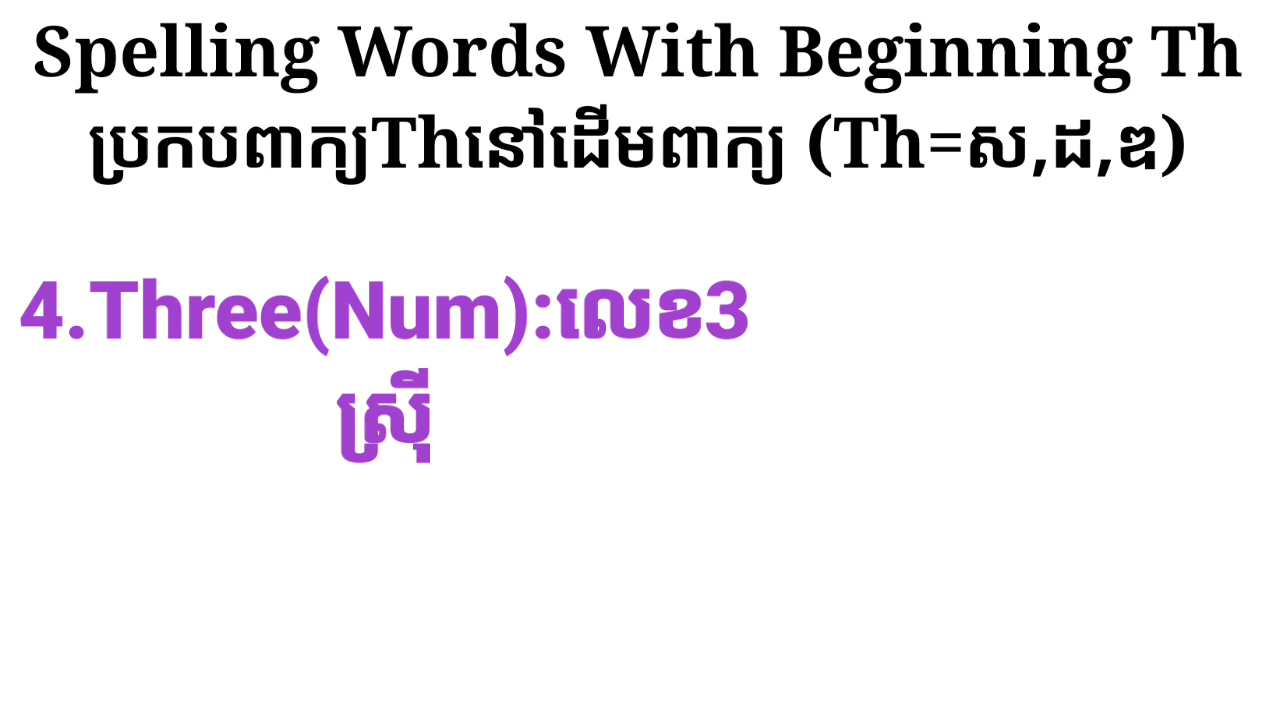 Spelling Words With Beginning Th
ប្រកបពាក្យThនៅដើមពាក្យ (Th=ស,ដ,ឌ)
4.Three(Num):លេខ3
ស្រ៊ី